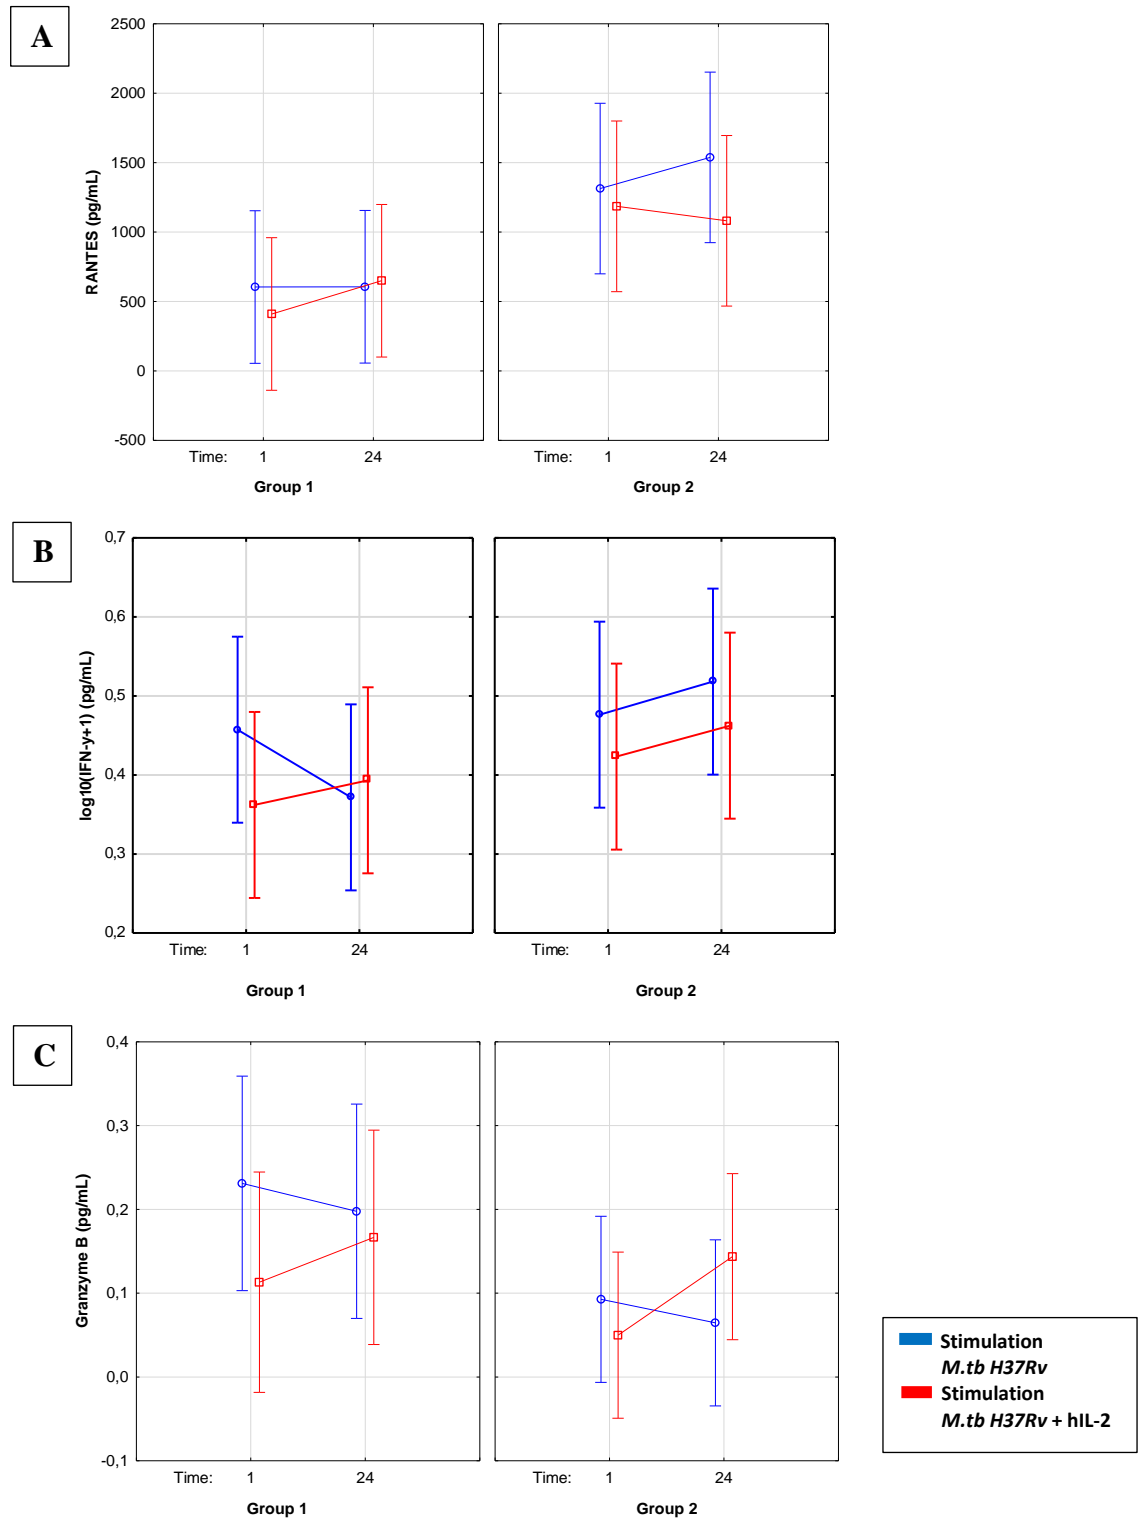 A
RANTES (pg/mL)
2500
2000
1500
1000
500
0
-500
Time: 1 24 1 24
Group 1 Group 2
B
log10(IFN-y+1) (pg/mL)
0,7
0,6
0,5
0,4
0,3
0,2
Time: 1 24 1 24
Group 1 Group 2
C
Granzyme B (pg/mL)
0,4
0,3
0,2
0,1
0,0
-0,1
Time: 1 24 1 24
Group 1 Group 2
Stimulation
M.tb H37Rv
Stimulation
M.tb H37Rv + hIL-2